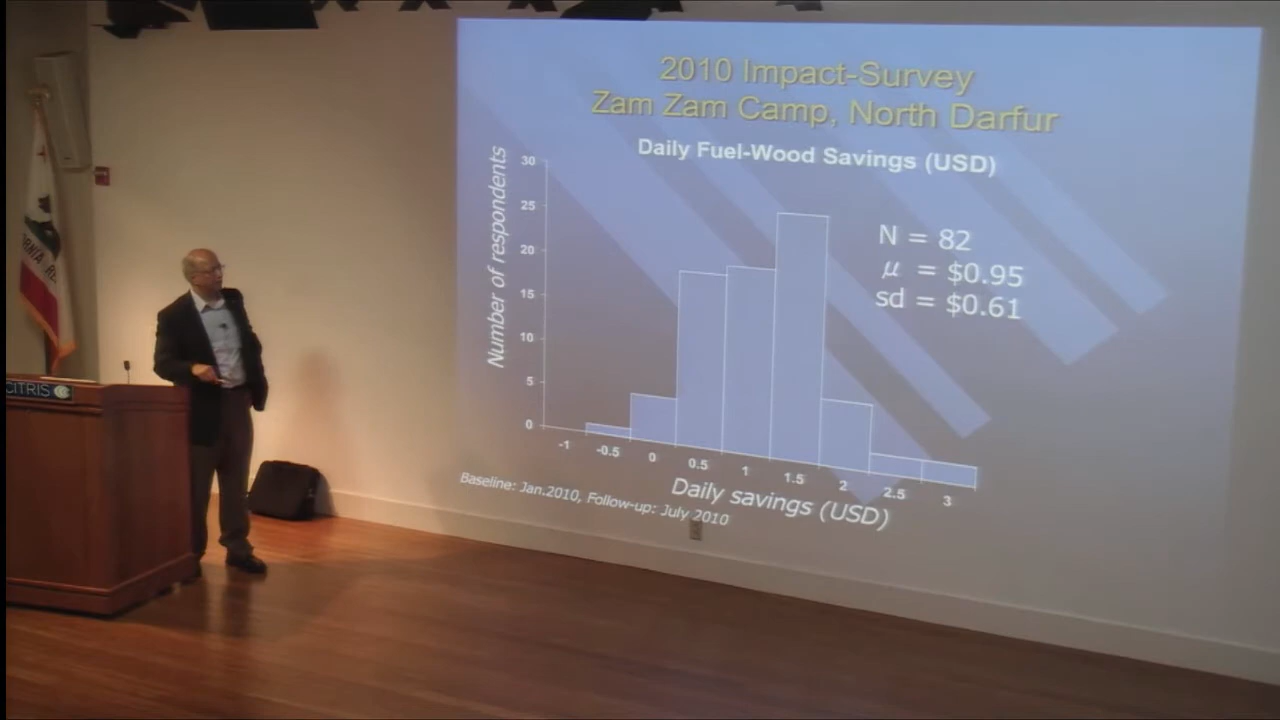 2010 Impact-Survey
Zam Zam Camp, North Darfur
Daily Fuel-Wood Savings (USD)
Number of respondents
30
25
20
15
10
5
0
N = 82
μ = $0.95
sd = $0.61
-1
-0.5
0
0.5
1
1.5
2
2.5
3
Daily savings (USD)
Baseline: Jan.2010, Follow-up: July 2010
CITRIS